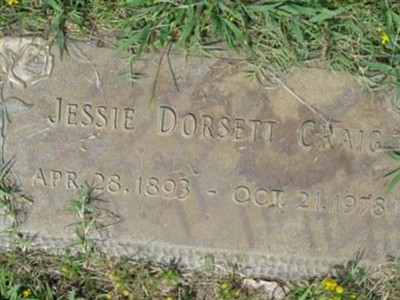 JESSIE DORSETT CRAIG
APR. 28. 1893 - OCT. 21. 1978